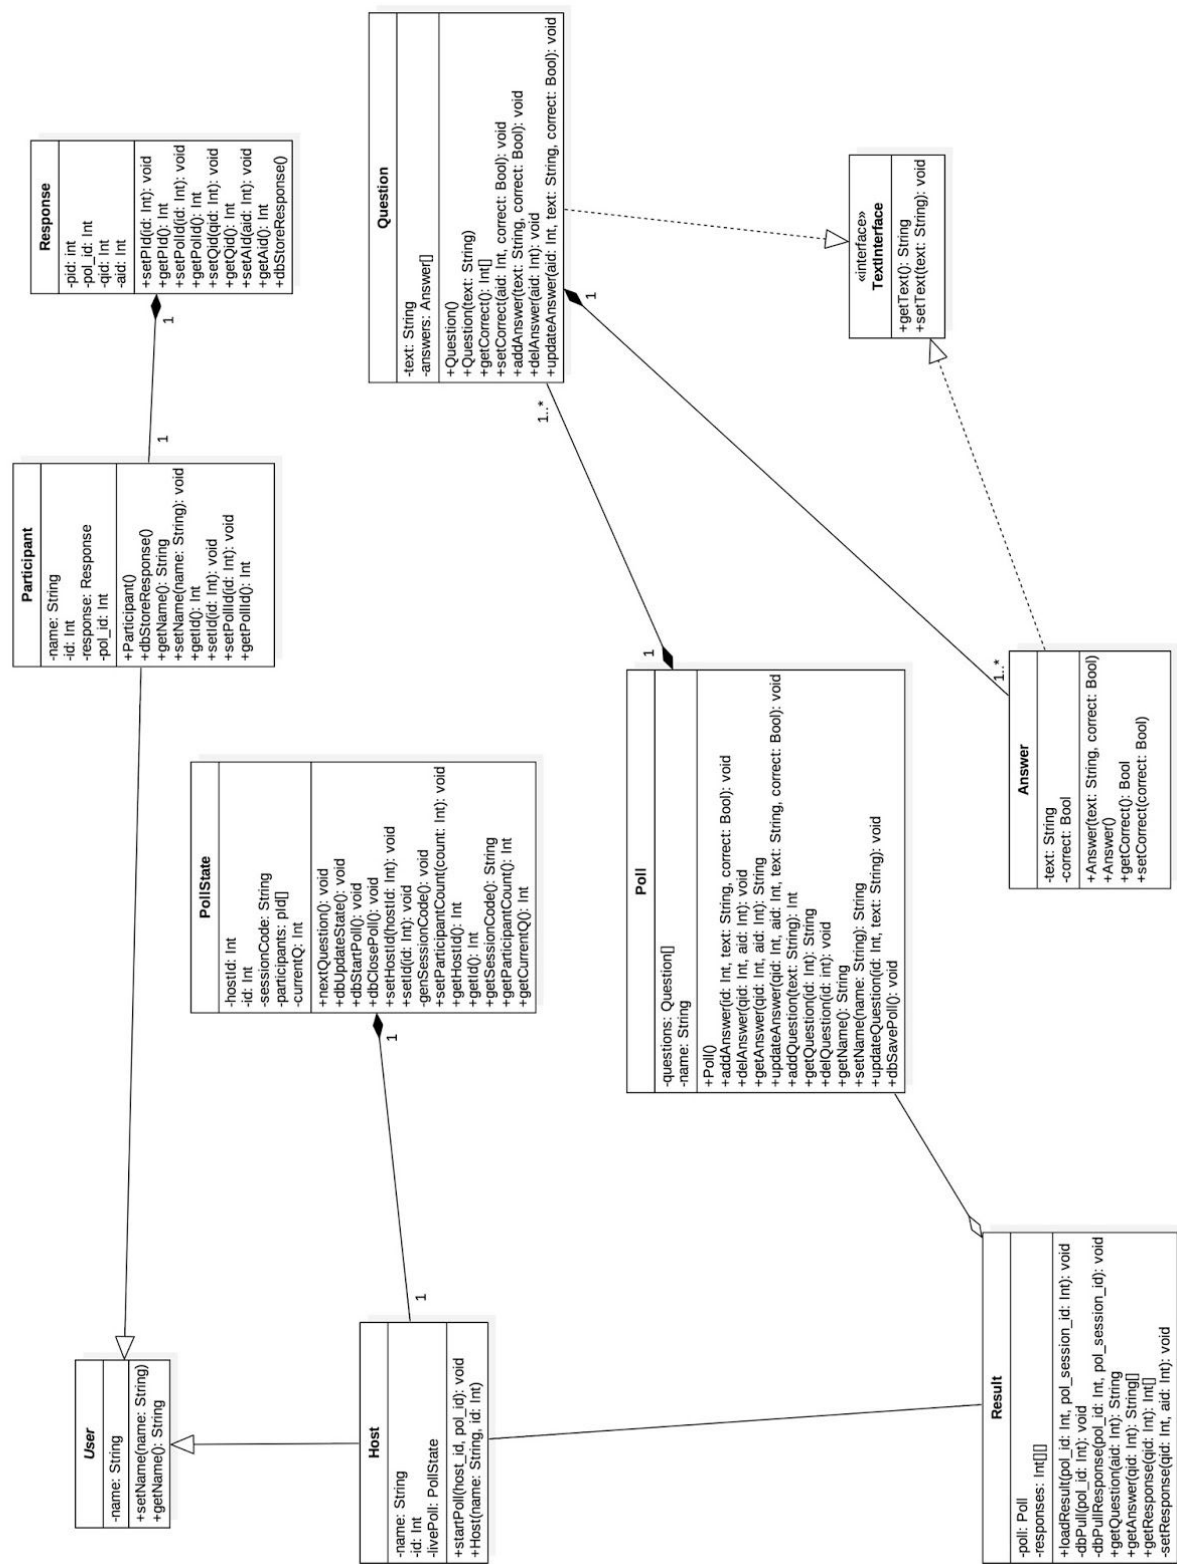 User
-name: String
+setName(name: String)
+getName(): String
Participant
-name: String
-id: Int
-response: Response
-pol_id: Int
+Participant()
+dbStoreResponse()
+getName(): String
+setName(name: String): void
+getId(): Int
+setId(id: Int): void
+setPollId(id: Int): void
+getPollId(): Int
1
1
Response
-pid: Int
-pol_id: Int
-qid: Int
-aid: Int
+setPId(id: Int): void
+getPId(): Int
+setPollId(id: Int): void
+getPollId(): Int
+setQid(qid: Int): void
+getQid(): Int
+setAId(aid: Int): void
+getAid(): Int
+dbStoreResponse()
PollState
-hostId: Int
-id: Int
-sessionCode: String
-participants: pId[]
-currentQ: Int
+nextQuestion(): void
+dbUpdateState(): void
+dbStartPoll(): void
+dbClosePoll(): void
+setHostId(hostId: Int): void
+setId(id: Int): void
-genSessionCode(): void
+setParticipantCount(count: Int): void
+getHostId(): Int
+getId(): Int
+getSessionCode(): String
+getParticipantCount(): Int
+getCurrentQ(): Int
1
1
Host
-name: String
-id: Int
-livePoll: PollState
+startPoll(host_id, pol_id): void
+Host(name: String, id: Int)
Question
-text: String
-answers: Answer[]
+Question()
+Question(text: String)
+getCorrect(): Int[]
+setCorrect(aid: Int, correct: Bool): void
+addAnswer(text: String, correct: Bool): void
+delAnswer(aid: Int): void
+updateAnswer(aid: Int, text: String, correct: Bool): void
1..*
1
1
Poll
-questions: Question[]
-name: String
+Poll()
+addAnswer(id: Int, text: String, correct: Bool): void
+delAnswer(qid: Int, aid: Int): void
+getAnswer(qid: Int, aid: Int): String
+updateAnswer(qid: Int, aid: Int, text: String, correct: Bool): void
+addQuestion(text: String): Int
+getQuestion(id: Int): String
+delQuestion(id: int): void
+getName(): String
+setName(name: String): String
+updateQuestion(id: Int, text: String): void
+dbSavePoll(): void
«interface»
TextInterface
+getText(): String
+setText(text: String): void
Result
-poll: Poll
-responses: Int[][]
+loadResult(pol_id: Int, pol_session_id: Int): void
-dbPull(pol_id: Int): void
-dbPullResponse(pol_id: Int, pol_session_id): void
+getQuestion(aid: Int): String
+getAnswer(qid: Int): String[]
+getResponse(qid: Int): Int[]
-setResponse(qid: Int, aid: Int): void
1..*
Answer
-text: String
-correct: Bool
+Answer(text: String, correct: Bool)
+Answer()
+getCorrect(): Bool
+setCorrect(correct: Bool)